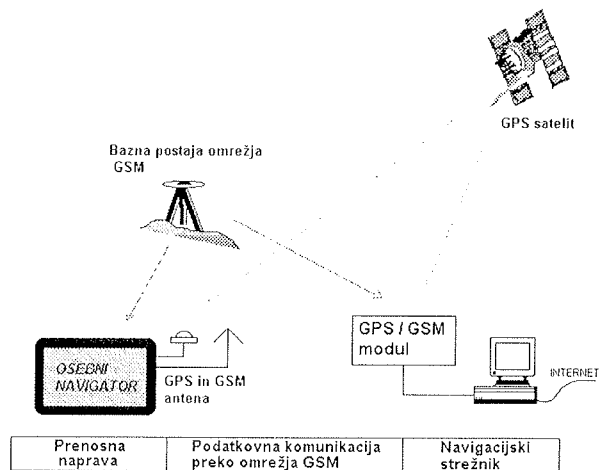 GPS satelit
Bazna postaja omrežja
GSM
GPS / GSM
modul
OSEBNI
NAVIGATOR
GPS in GSM
antena
INTERNET
Prenosna
naprava
Podatkovna komunikacija
preko omrežja GSM
Navigacijski
strežnik